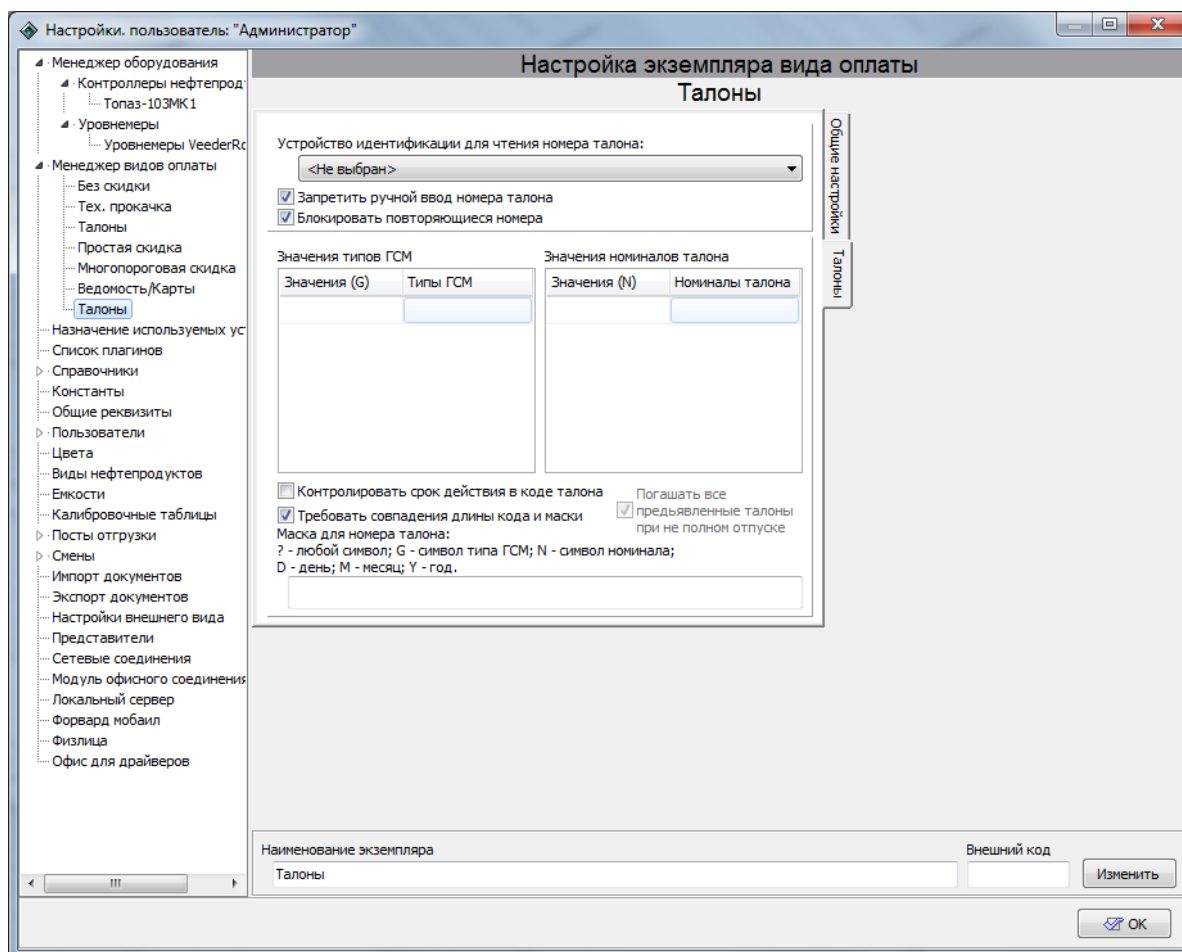 Настройки. пользователь: "Администратор"
Менеджер оборудования
Контроллеры нефтепрод
Топаз-103МК1
Уровнемеры
Уровнемеры VeederRo
Менеджер видов оплаты
Без скидки
Тех. прокачка
Талоны
Простая скидка
Многопороговая скидка
Ведомость/Карты
Талоны
Назначение используемых ус
Список плагинов
Справочники
Константы
Общие реквизиты
Пользователи
Цвета
Виды нефтепродуктов
Емкости
Калибровочные таблицы
Посты отгрузки
Смены
Импорт документов
Экспорт документов
Настройки внешнего вида
Представители
Сетевые соединения
Модуль офисного соединения
Локальный сервер
Форвард мобаил
Физлица
Офис для драйверов
Настройка экземпляра вида оплаты
Талоны
Общие настройки
Талоны
Устройство идентификации для чтения номера талона:
<Не выбран>
Запретить ручной ввод номера талона
Блокировать повторяющиеся номера
Значения типов ГСМ
Значения (G) Типы ГСМ
Значения номиналов талона
Значения (N) Номиналы талона
Контролировать срок действия в коде талона
Требовать совпадения длины кода и маски
Погашать все
предьявленные талоны
при не полном отпуске
Маска для номера талона:
? - любой символ; G - символ типа ГСМ; N - символ номинала;
D - день; M - месяц; Y - год.
Наименование экземпляра
Талоны
Внешний код
Изменить
OK